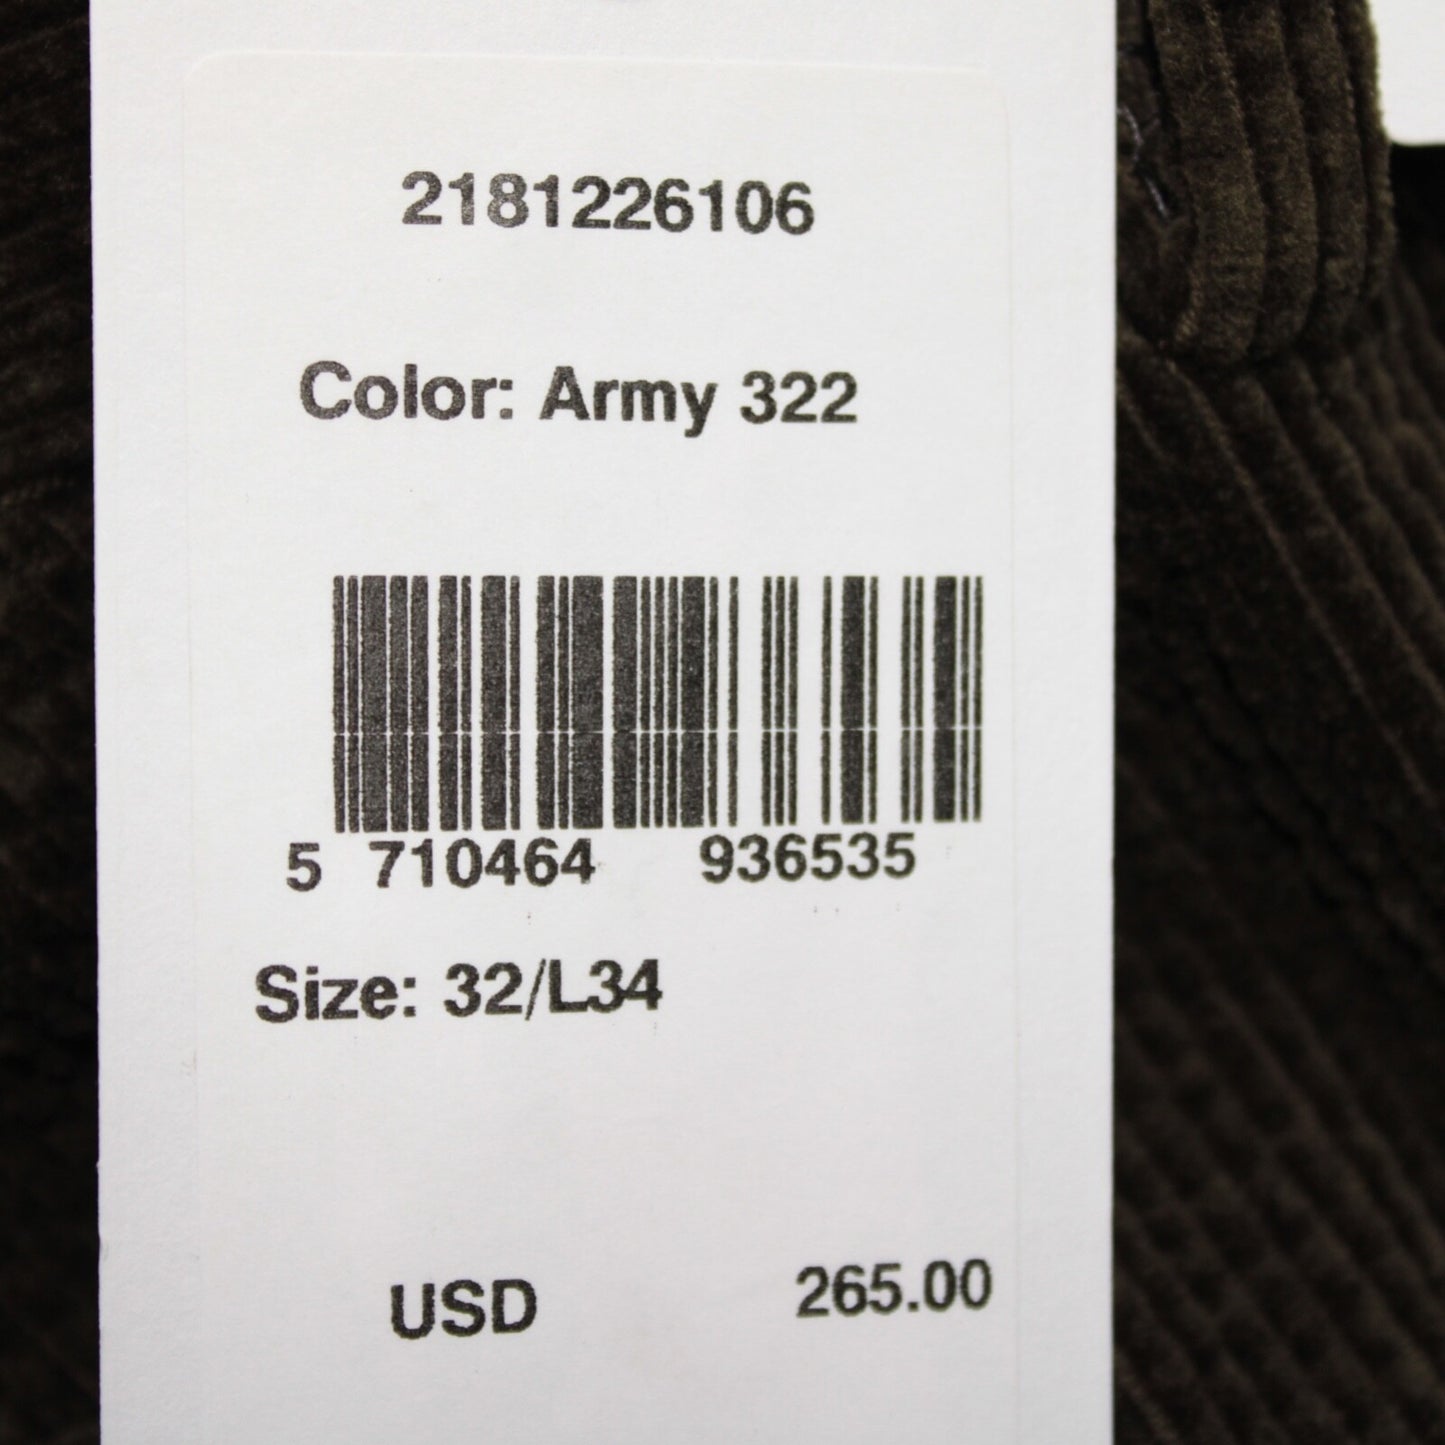 2181226106
Color: Army 322
5 710464 936535
Size: 32/L34
USD 265.00